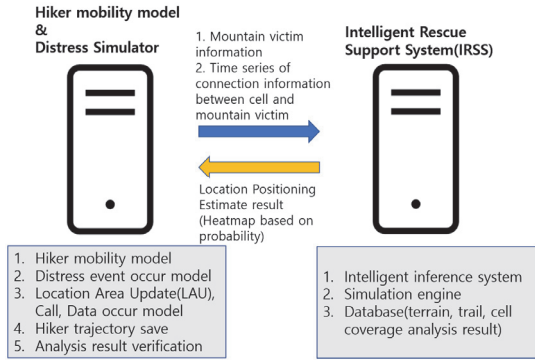 Hiker mobility model
&
Distress Simulator
1. Mountain victim
information
2. Time series of
connection information
between cell and
mountain victim
Intelligent Rescue
Support System(IRSS)
Location Positioning
Estimate result
(Heatmap based on
probability)
1. Hiker mobility model
2. Distress event occur model
3. Location Area Update(LAU),
Call, Data occur model
4. Hiker trajectory save
5. Analysis result verification
1. Intelligent inference system
2. Simulation engine
3. Database(terrain, trail, cell
coverage analysis result)